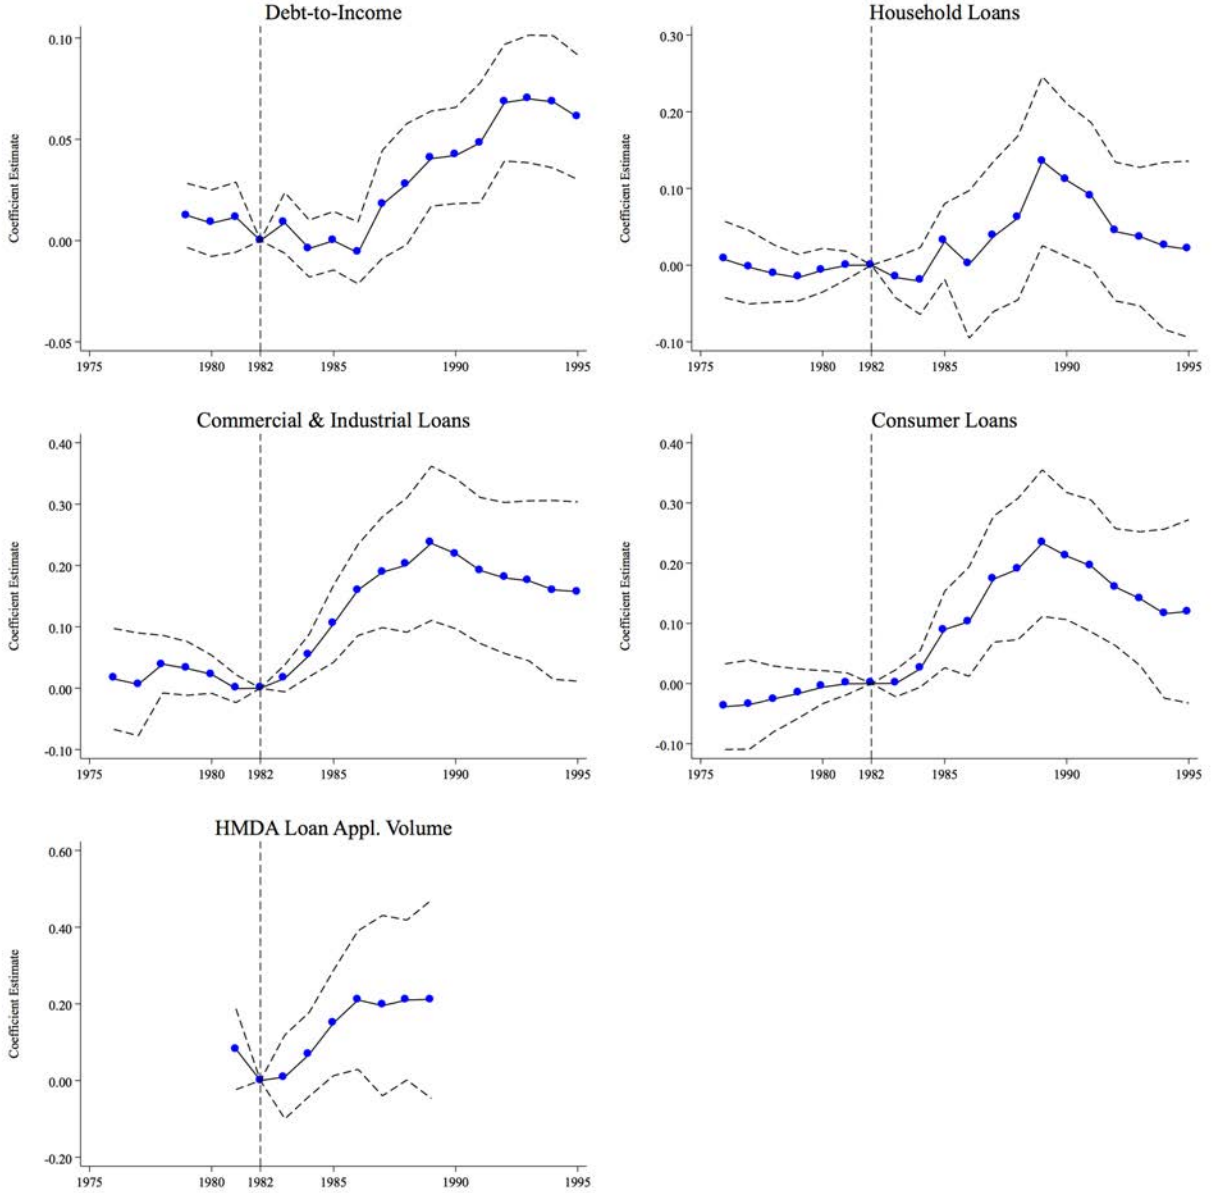 Debt-to-Income
Coefficient Estimate
0.10
0.05
0.00
-0.05
1975 1980 1982 1985 1990 1995
Household Loans
Coefficient Estimate
0.30
0.20
0.10
0.00
-0.10
1975 1980 1982 1985 1990 1995
Commercial & Industrial Loans
Coefficient Estimate
0.40
0.30
0.20
0.10
0.00
-0.10
1975 1980 1982 1985 1990 1995
Consumer Loans
Coefficient Estimate
0.40
0.30
0.20
0.10
0.00
-0.10
1975 1980 1982 1985 1990 1995
HMDA Loan Appl. Volume
Coefficient Estimate
0.60
0.40
0.20
0.00
-0.20
1975 1980 1982 1985 1990 1995